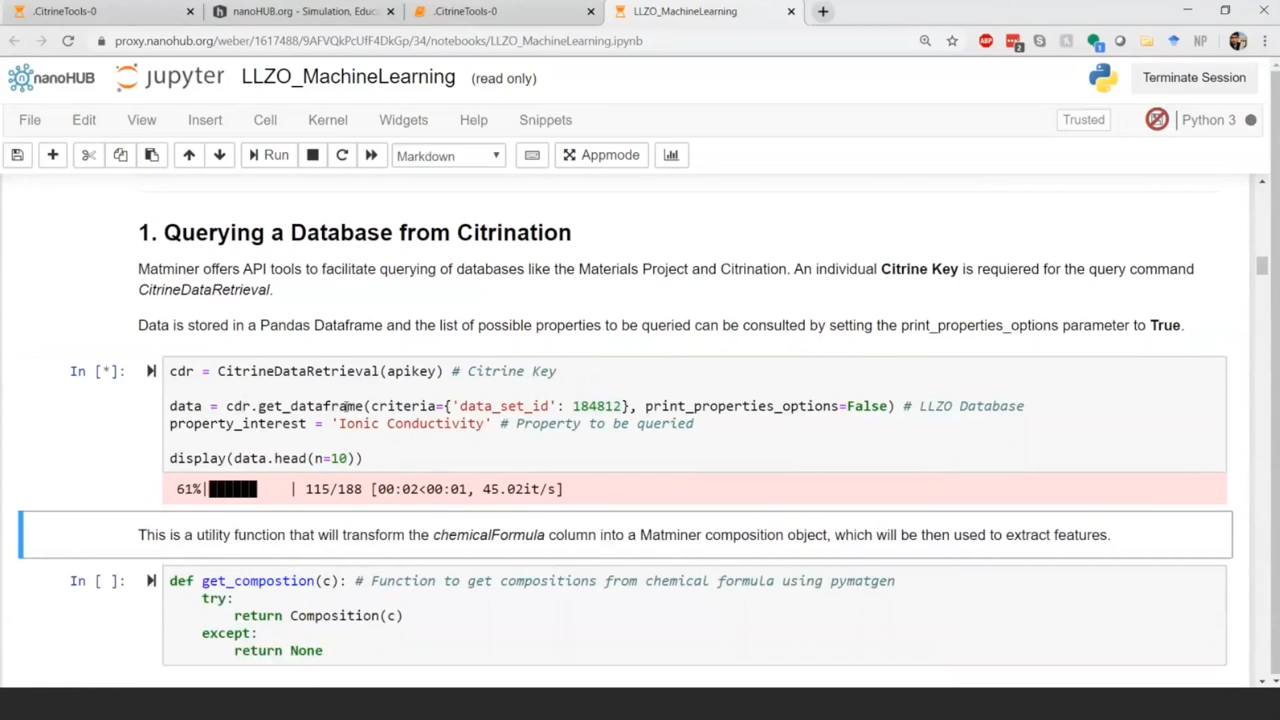 .CitrineTools-0
nanoHUB.org - Simulation, Educ
.CitrineTools-0
LLZO_MachineLearning
proxy.nanohub.org/weber/1617488/9AFVQkPcUfF4DkGp/34/notebooks/LLZO_MachineLearning.ipynb
ABP
2
1
NP
nanoHUB
jupyter
LLZO_MachineLearning (read only)
Terminate Session
File Edit View Insert Cell Kernel Widgets Help Snippets
Trusted
Python 3
Run
Markdown
Appmode
1. Querying a Database from Citrination
Matminer offers API tools to facilitate querying of databases like the Materials Project and Citrination. An individual Citrine Key is requiered for the query command
CitrineDataRetrieval.
Data is stored in a Pandas Dataframe and the list of possible properties to be queried can be consulted by setting the print_properties_options parameter to True.
In [*]:
cdr = CitrineDataRetrieval(apikey) # Citrine Key
data = cdr.get_dataframe(criteria={'data_set_id': 184812}, print_properties_options=False) # LLZO Database
property_interest = 'Ionic Conductivity' # Property to be queried
display(data.head(n=10))
61%|██████ | 115/188 [00:02<00:01, 45.02it/s]
This is a utility function that will transform the chemicalFormula column into a Matminer composition object, which will be then used to extract features.
In [ ]:
def get_compostion(c): # Function to get compositions from chemical formula using pymatgen
try:
return Composition(c)
except:
return None